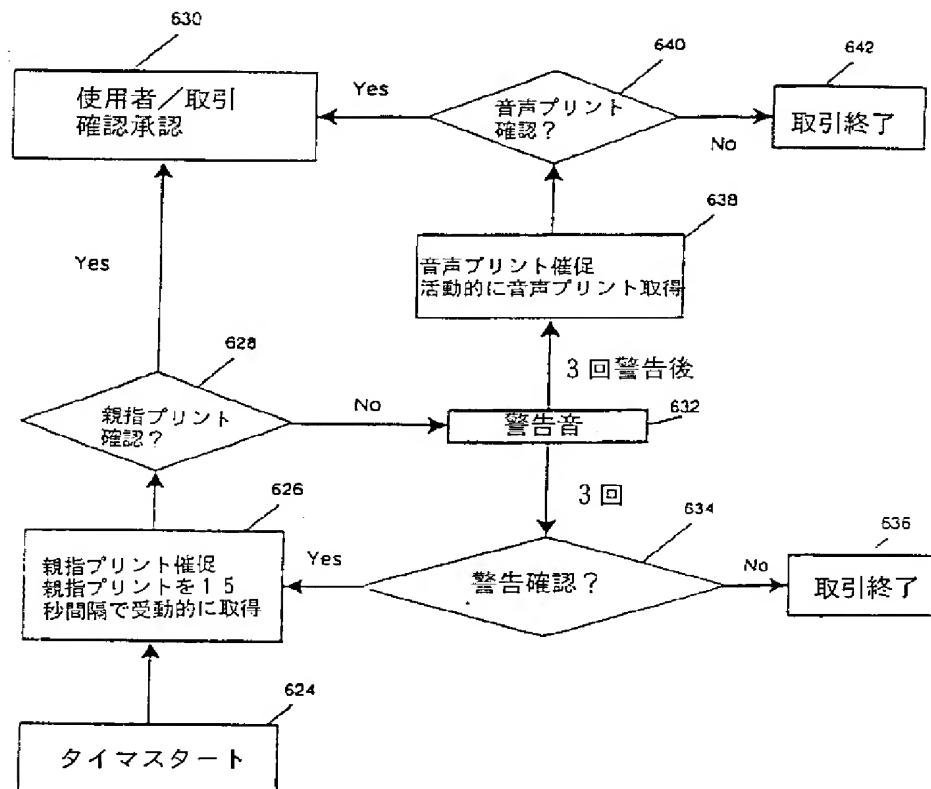 630
使用者／取引
確認承認
Yes
640
音声プリント
確認？
642
取引終了
No
638
音声プリント催促
活動的に音声プリント取得
Yes
628
親指プリント
確認？
No
3回警告後
警告音
632
3回
626
親指プリント催促
親指プリントを１５
秒間隔で受動的に取得
Yes
634
警告確認？
No
636
取引終了
624
タイマスタート